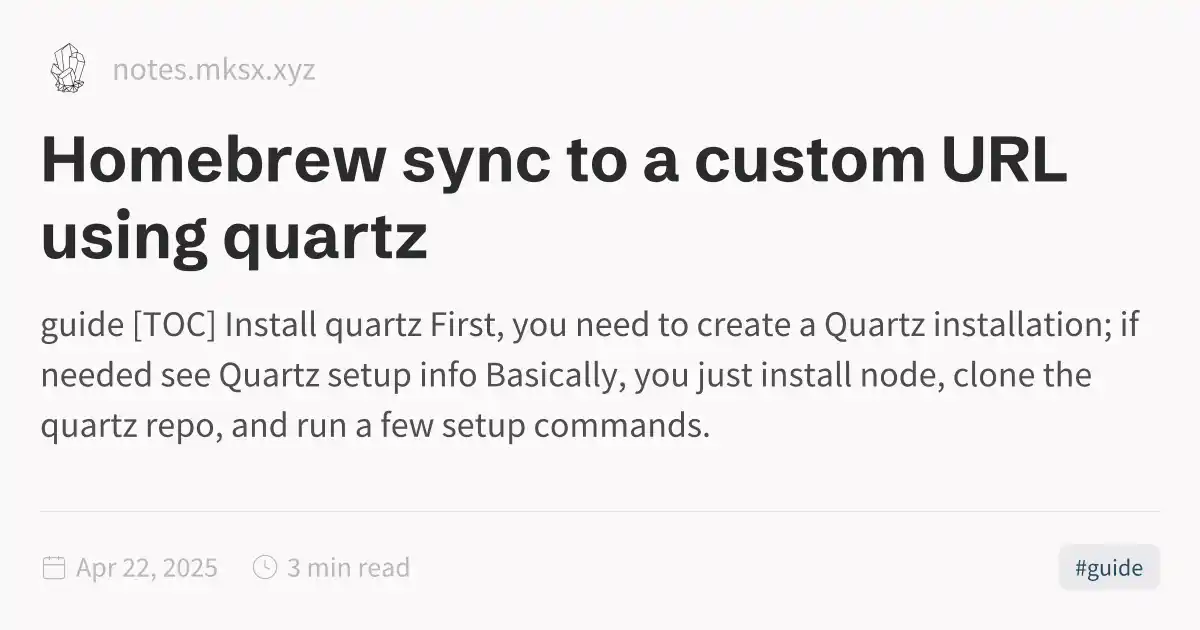 notes.mksx.xyz
Homebrew sync to a custom URL
using quartz
guide [TOC] Install quartz First, you need to create a Quartz installation; if
needed see Quartz setup info Basically, you just install node, clone the
quartz repo, and run a few setup commands.
Apr 22, 2025 3 min read #guide